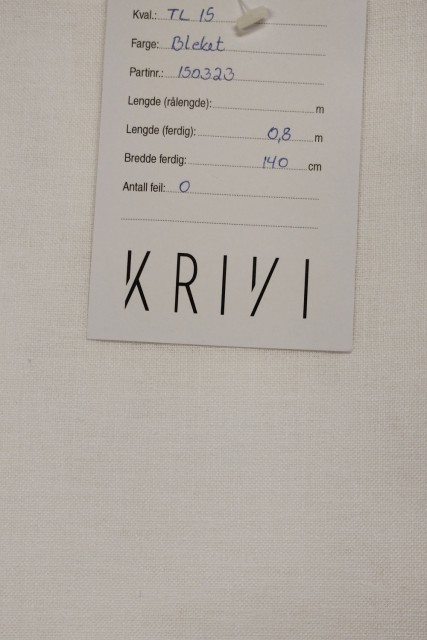 Kval.: TL 15
Farge: Bleket
Partinr.: 150323
Lengde (rålengde): m
Lengde (ferdig): 0,8 m
Bredde ferdig: 140 cm
Antall feil: 0
KRIVI